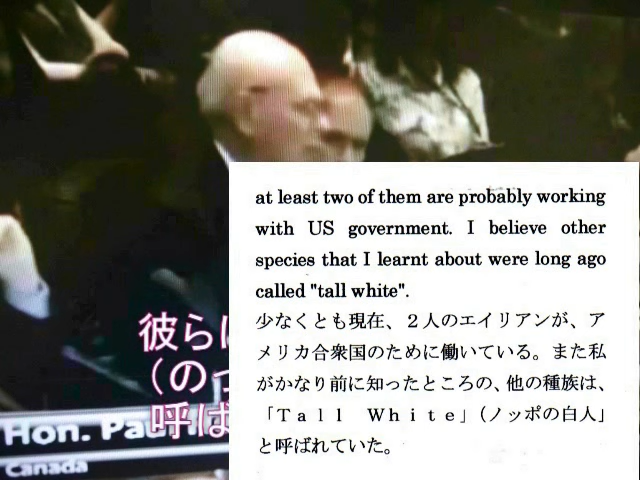 at least two of them are probably working
with US government. I believe other
species that I learnt about were long ago
called "tall white".
少なくとも現在、２人のエイリアンが、ア
メリカ合衆国のために働いている。また私
がかなり前に知ったところの、他の種族は、
「Ｔａｌｌ　Ｗｈｉｔｅ」（ノッポの白人」
と呼ばれていた。
彼らに
（のっ
呼ば
Hon. Pau
Canada